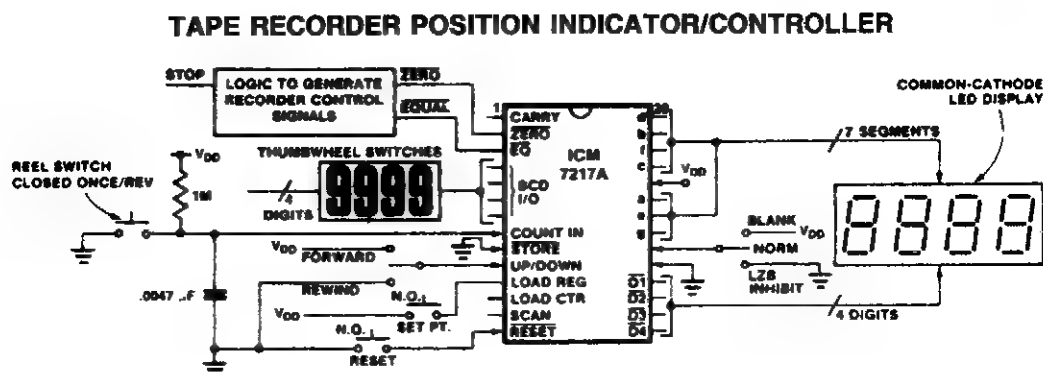 TAPE RECORDER POSITION INDICATOR/CONTROLLER
STOP
LOGIC TO GENERATE
RECORDER CONTROL
SIGNALS
ZERO
EQUAL
COMMON-CATHODE
LED DISPLAY
REEL SWITCH
CLOSED ONCE/REV
VDD
1M
THUMBWHEEL SWITCHES
9999
4
DIGITS
1
CARRY
ZERO
EQ
BCD
I/O
COUNT IN
STORE
UP/DOWN
LOAD REG
LOAD CTR
SCAN
RESET
ICM
7217A
d
b
f
c
VDD
a
e
g
D1
D2
D3
D4
7 SEGMENTS
8888
BLANK
VDD
NORM
LZB
INHIBIT
4 DIGITS
VDD
FORWARD
REWIND
.0047 µF
N.O.
VDD
SET PT.
N.O.
RESET